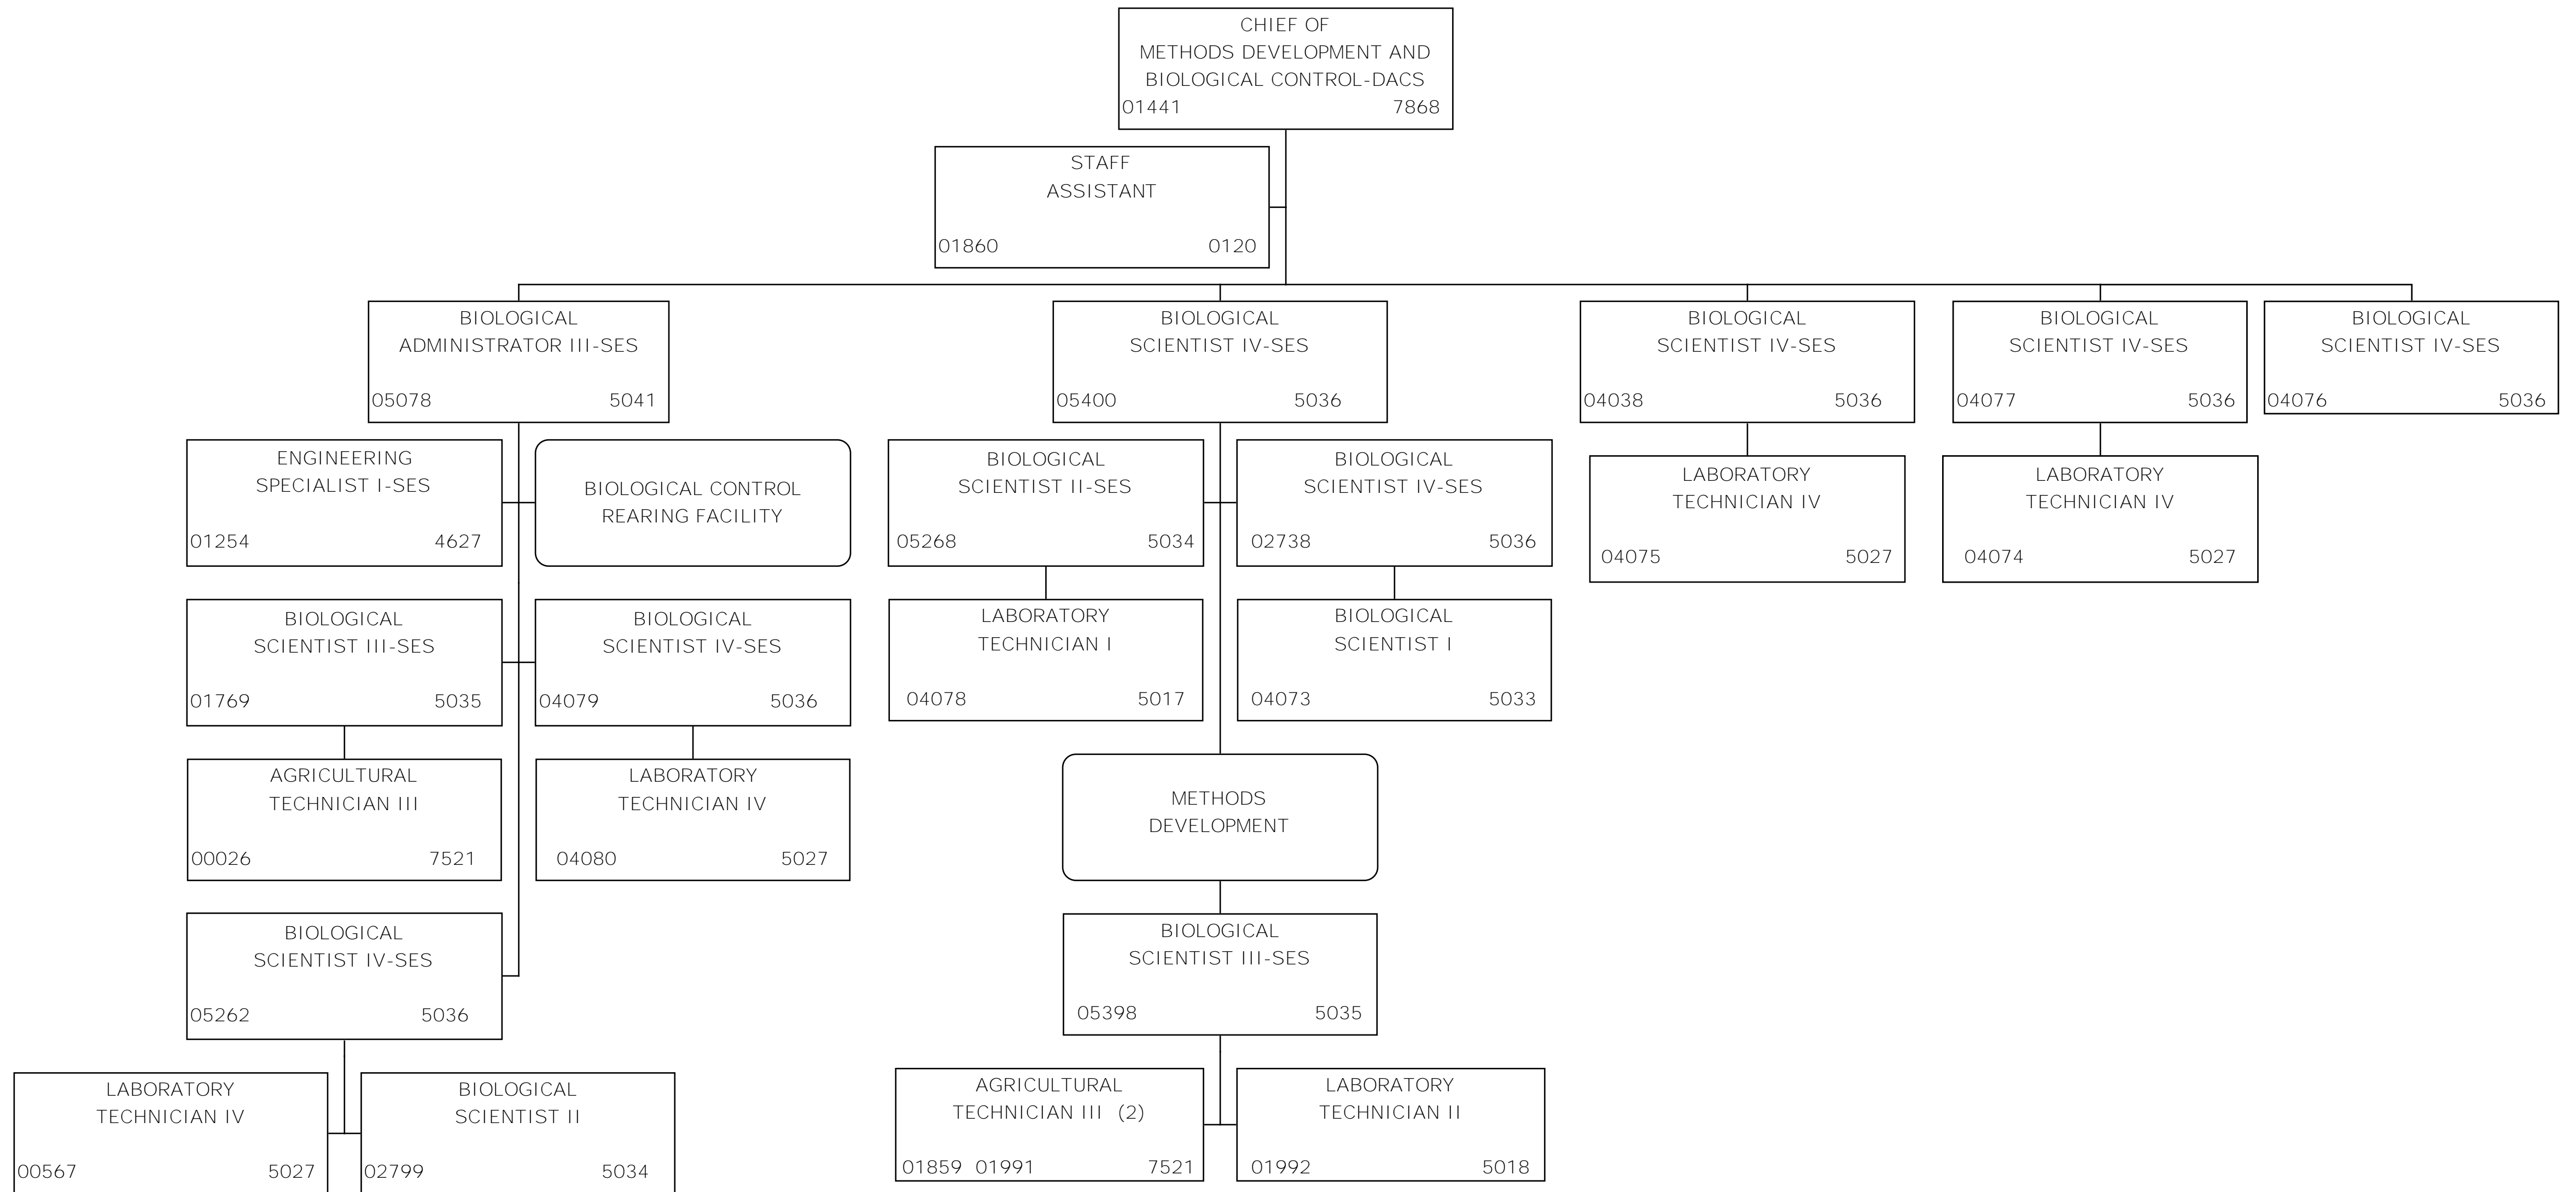 CHIEF OF
METHODS DEVELOPMENT AND
BIOLOGICAL CONTROL-DACS
01441 7868
STAFF
ASSISTANT
01860 0120
BIOLOGICAL
ADMINISTRATOR III-SES
05078 5041
BIOLOGICAL
SCIENTIST IV-SES
05400 5036
BIOLOGICAL
SCIENTIST IV-SES
04038 5036
BIOLOGICAL
SCIENTIST IV-SES
04077 5036
BIOLOGICAL
SCIENTIST IV-SES
04076 5036
ENGINEERING
SPECIALIST I-SES
01254 4627
BIOLOGICAL CONTROL
REARING FACILITY
BIOLOGICAL
SCIENTIST II-SES
05268 5034
BIOLOGICAL
SCIENTIST IV-SES
02738 5036
LABORATORY
TECHNICIAN IV
04075 5027
LABORATORY
TECHNICIAN IV
04074 5027
BIOLOGICAL
SCIENTIST III-SES
01769 5035
BIOLOGICAL
SCIENTIST IV-SES
04079 5036
LABORATORY
TECHNICIAN I
04078 5017
BIOLOGICAL
SCIENTIST I
04073 5033
AGRICULTURAL
TECHNICIAN III
00026 7521
LABORATORY
TECHNICIAN IV
04080 5027
METHODS
DEVELOPMENT
BIOLOGICAL
SCIENTIST IV-SES
05262 5036
BIOLOGICAL
SCIENTIST III-SES
05398 5035
LABORATORY
TECHNICIAN IV
00567 5027
BIOLOGICAL
SCIENTIST II
02799 5034
AGRICULTURAL
TECHNICIAN III (2)
01859 01991 7521
LABORATORY
TECHNICIAN II
01992 5018